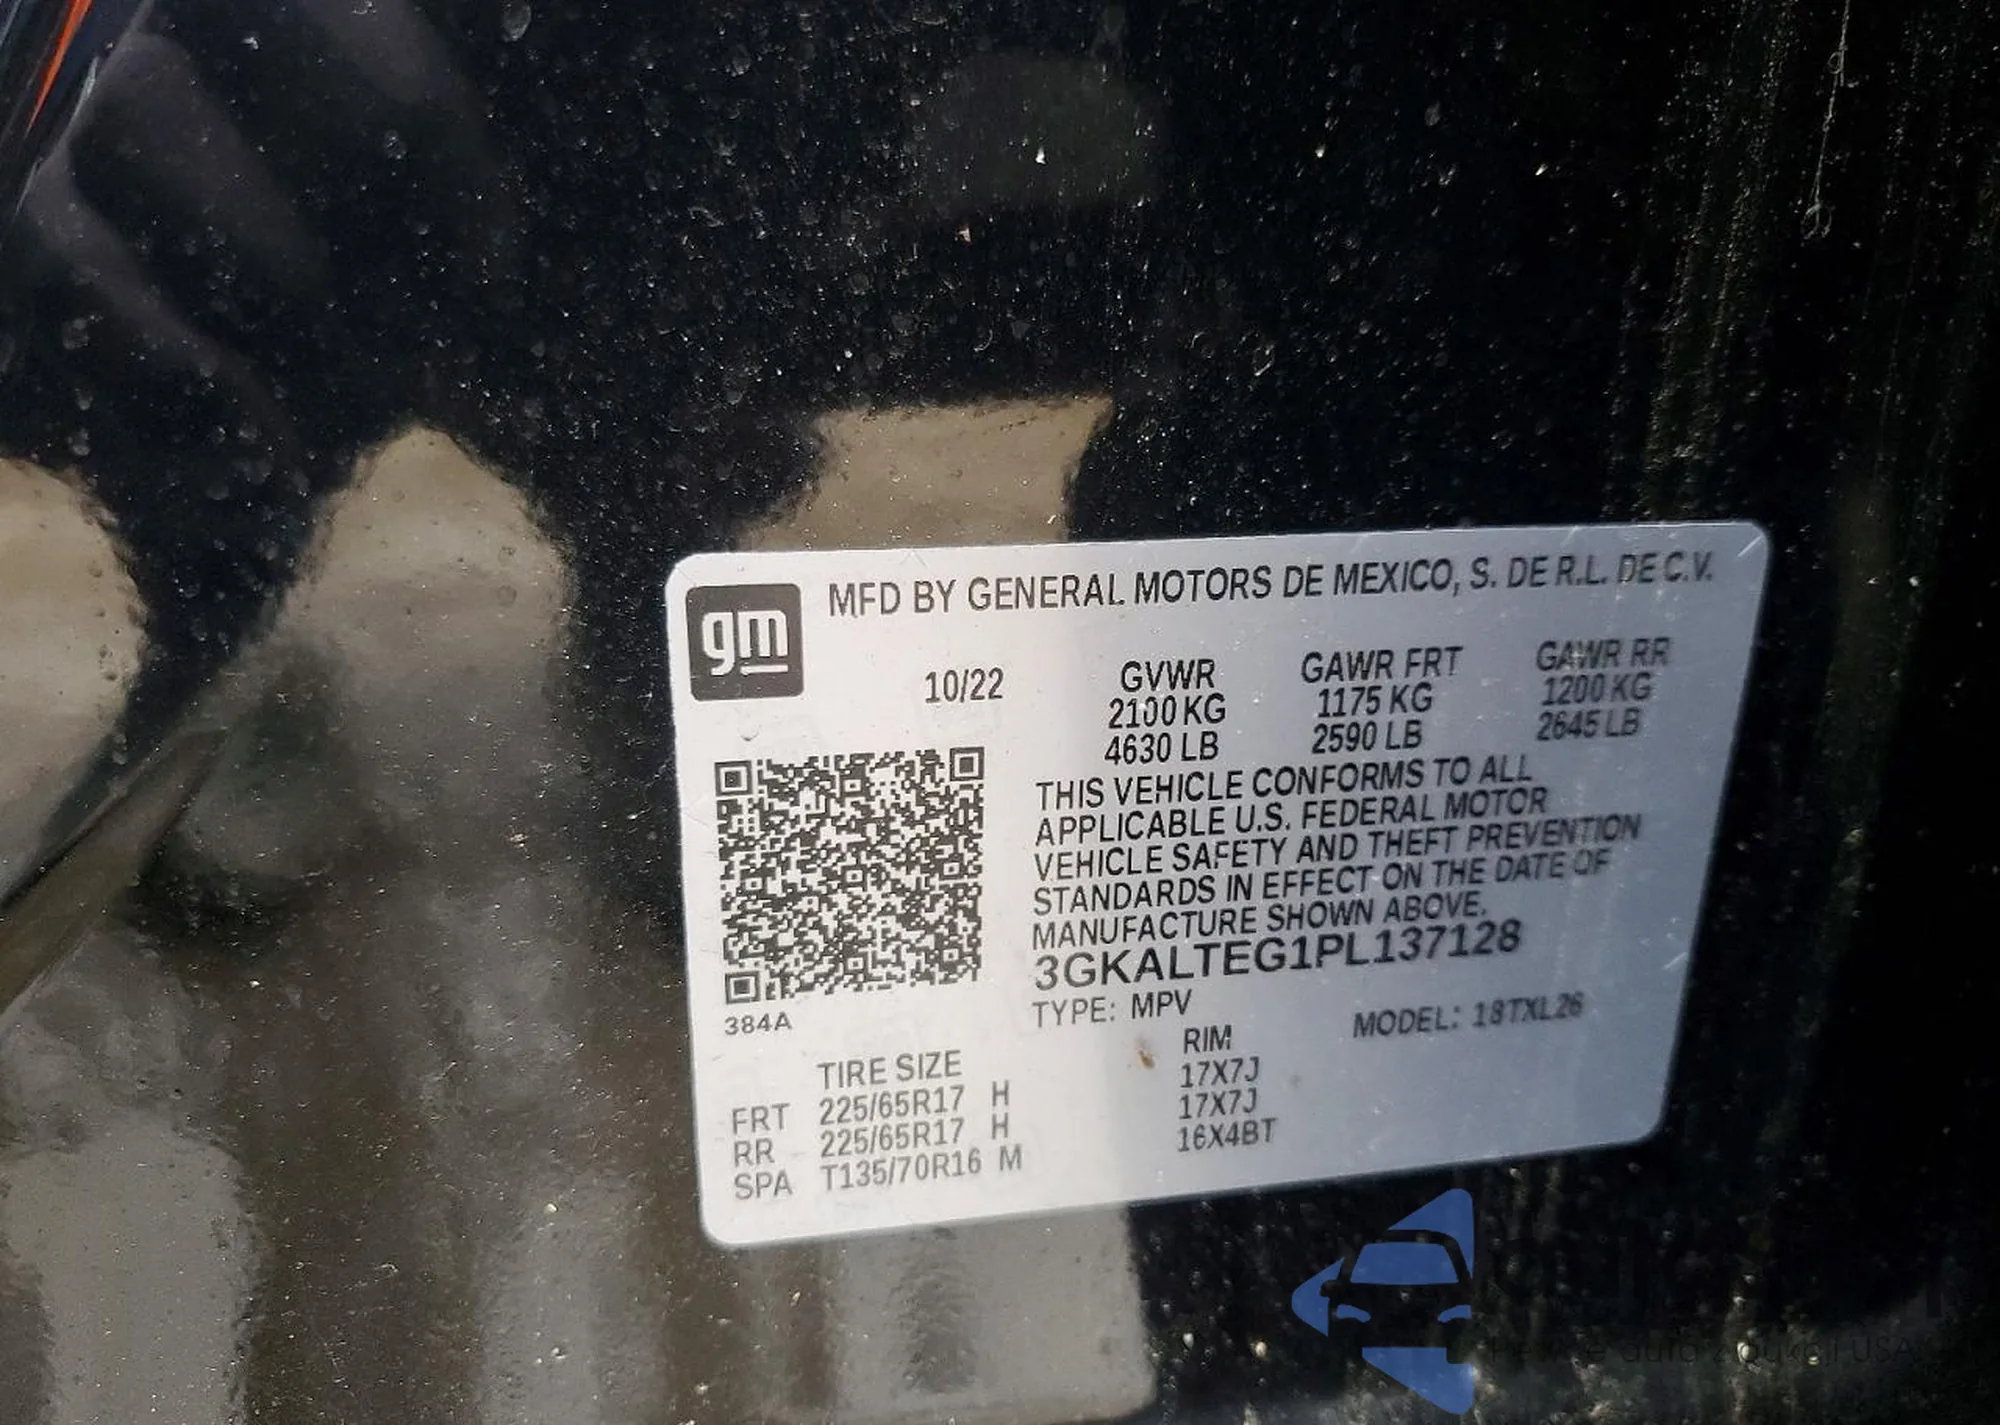 gm
MFD BY GENERAL MOTORS DE MEXICO, S. DE R.L. DE C.V.
10/22
GVWR GAWR FRT GAWR RR
2100 KG 1175 KG 1200 KG
4630 LB 2590 LB 2645 LB
THIS VEHICLE CONFORMS TO ALL
APPLICABLE U.S. FEDERAL MOTOR
VEHICLE SAFETY AND THEFT PREVENTION
STANDARDS IN EFFECT ON THE DATE OF
MANUFACTURE SHOWN ABOVE.
3GKALTEG1PL137128
TYPE: MPV MODEL: 18TXL26
384A
TIRE SIZE RIM
FRT 225/65R17 H 17X7J
RR 225/65R17 H 17X7J
SPA T135/70R16 M 16X4BT
auto z aukcji USA